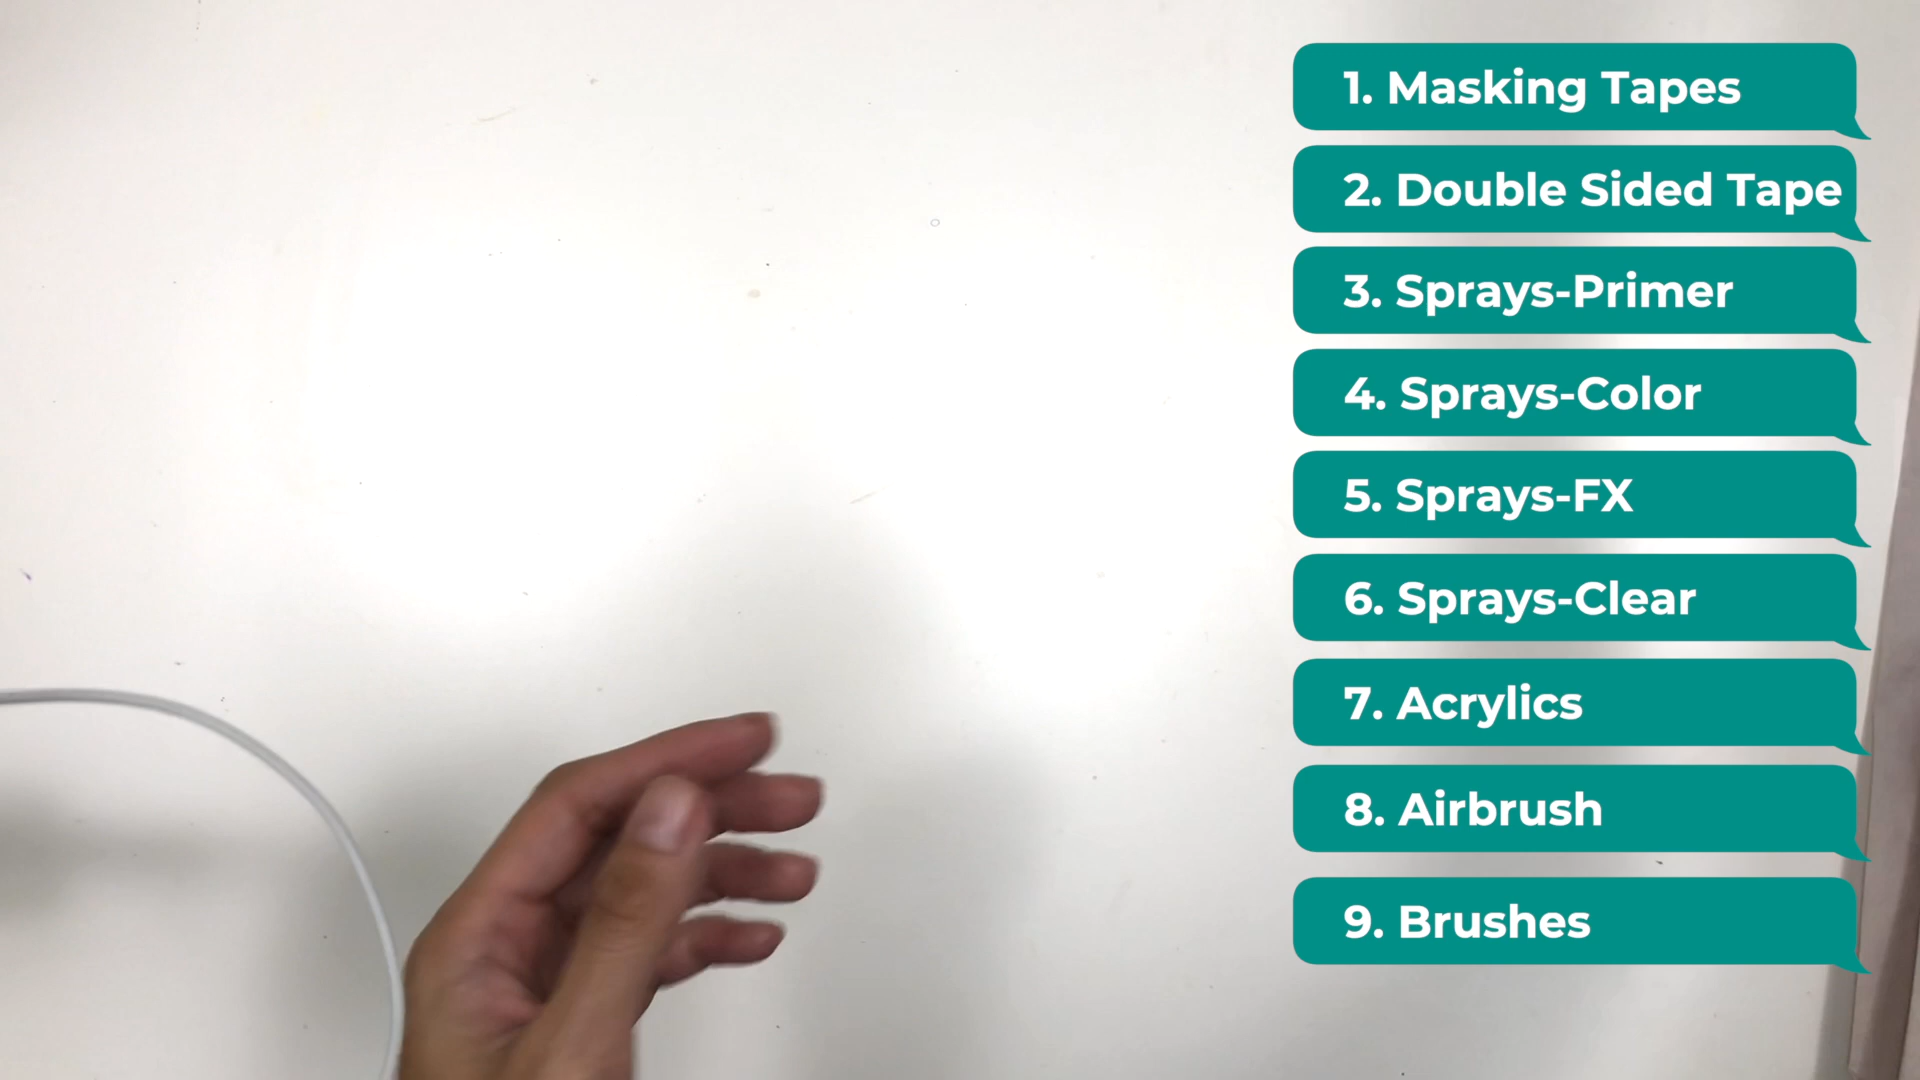 1. Masking Tapes
2. Double Sided Tape
3. Sprays-Primer
4. Sprays-Color
5. Sprays-FX
6. Sprays-Clear
7. Acrylics
8. Airbrush
9. Brushes